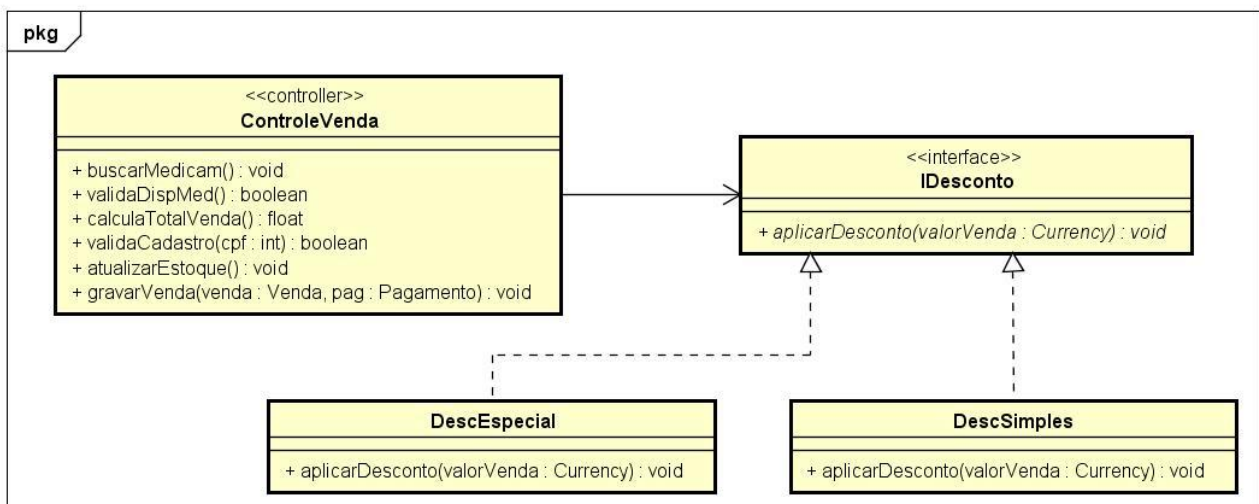 pkg
<<controller>>
ControleVenda
+ buscarMedicam() : void
+ validaDispMed() : boolean
+ calculaTotalVenda() : float
+ validaCadastro(cpf : int) : boolean
+ atualizarEstoque() : void
+ gravarVenda(venda : Venda, pag : Pagamento) : void
<<interface>>
IDesconto
+ aplicarDesconto(valorVenda : Currency) : void
DescEspecial
+ aplicarDesconto(valorVenda : Currency) : void
DescSimples
+ aplicarDesconto(valorVenda : Currency) : void